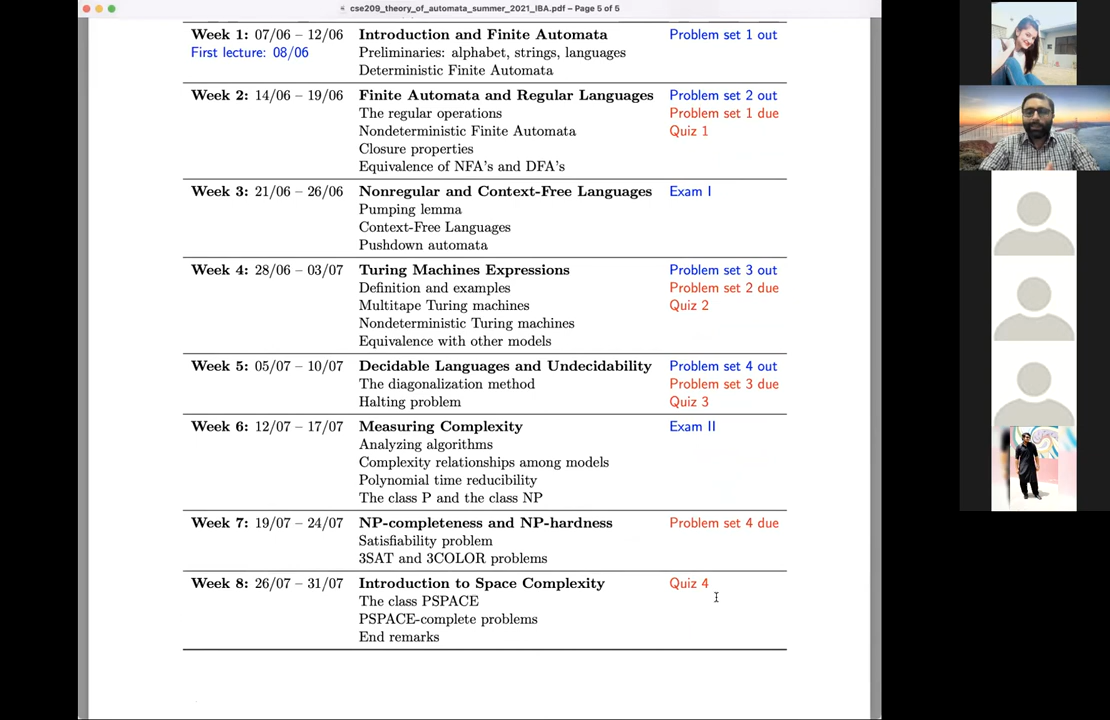 cse209_theory_of_automata_summer_2021_IBA.pdf – Page 5 of 5
Week 1: 07/06 – 12/06 Introduction and Finite Automata Problem set 1 out
First lecture: 08/06 Preliminaries: alphabet, strings, languages
Deterministic Finite Automata
Week 2: 14/06 – 19/06 Finite Automata and Regular Languages Problem set 2 out
The regular operations Problem set 1 due
Nondeterministic Finite Automata Quiz 1
Closure properties
Equivalence of NFA's and DFA's
Week 3: 21/06 – 26/06 Nonregular and Context-Free Languages Exam I
Pumping lemma
Context-Free Languages
Pushdown automata
Week 4: 28/06 – 03/07 Turing Machines Expressions Problem set 3 out
Definition and examples Problem set 2 due
Multitape Turing machines Quiz 2
Nondeterministic Turing machines
Equivalence with other models
Week 5: 05/07 – 10/07 Decidable Languages and Undecidability Problem set 4 out
The diagonalization method Problem set 3 due
Halting problem Quiz 3
Week 6: 12/07 – 17/07 Measuring Complexity Exam II
Analyzing algorithms
Complexity relationships among models
Polynomial time reducibility
The class P and the class NP
Week 7: 19/07 – 24/07 NP-completeness and NP-hardness Problem set 4 due
Satisfiability problem
3SAT and 3COLOR problems
Week 8: 26/07 – 31/07 Introduction to Space Complexity Quiz 4
The class PSPACE
PSPACE-complete problems
End remarks